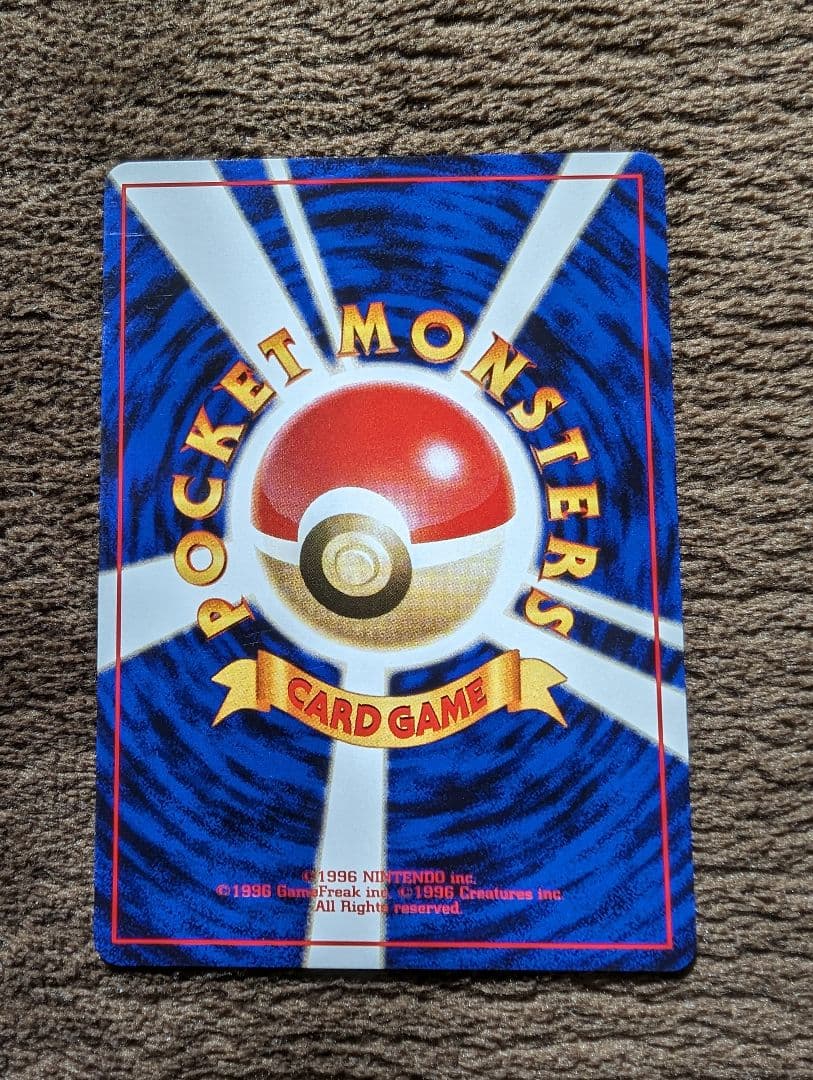 POCKET MONSTERS
CARD GAME
©1996 NINTENDO inc.
©1996 GameFreak inc. ©1996 Creatures inc.
All Rights reserved.